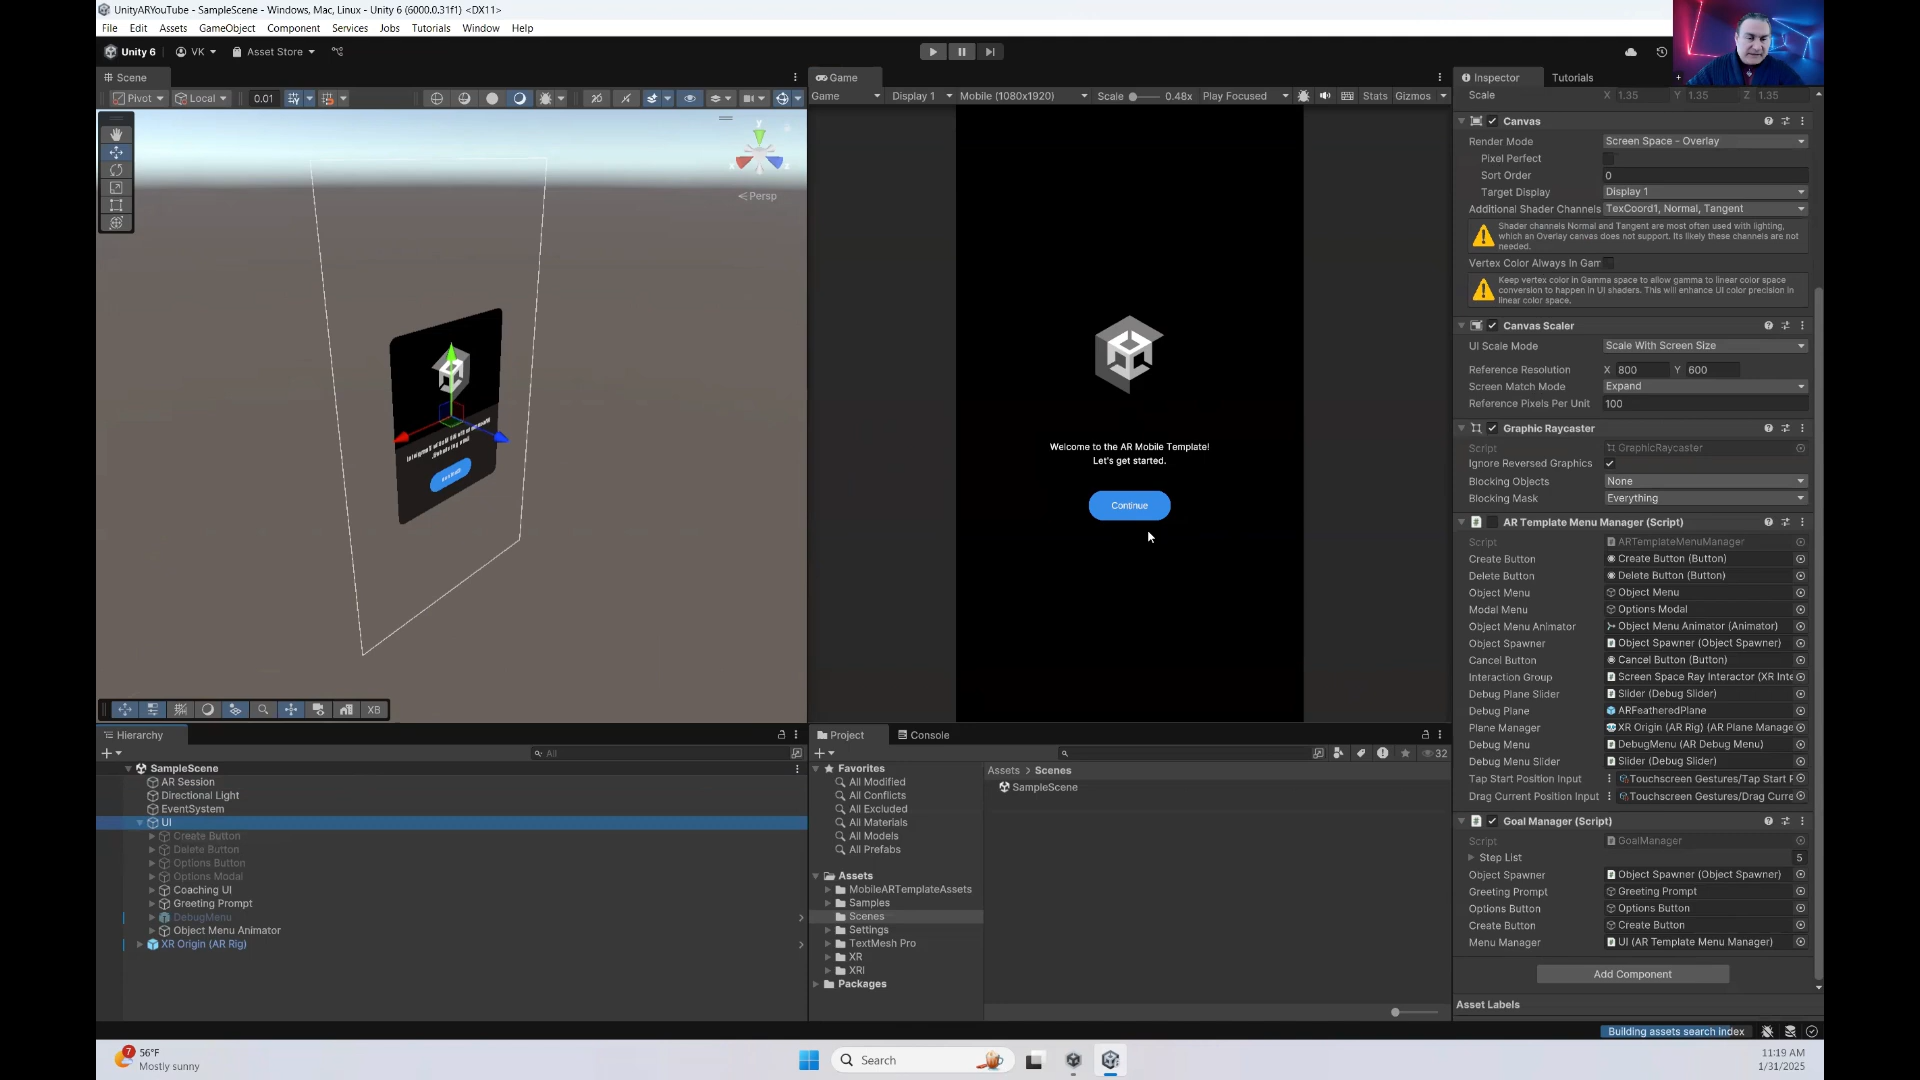 UnityARYouTube - SampleScene - Windows, Mac, Linux - Unity 6 (6000.0.31f1) <DX11>
File Edit Assets GameObject Component Services Jobs Tutorials Window Help
Unity 6 VK Asset Store
Scene
Game
Inspector Tutorials
Pivot Local 0.01 2D
Game Display 1 Mobile (1080x1920) Scale 0.48x Play Focused Stats Gizmos
Scale X 1.35 Y 1.35 Z 1.35
y
x z
Persp
XB
Welcome to the AR Mobile Template!
Let's get started.
Continue
Canvas
Render Mode Screen Space - Overlay
Pixel Perfect
Sort Order 0
Target Display Display 1
Additional Shader Channels TexCoord1, Normal, Tangent
Shader channels Normal and Tangent are most often used with lighting,
which an Overlay canvas does not support. Its likely these channels are not
needed.
Vertex Color Always In Gam
Keep vertex color in Gamma space to allow gamma to linear color space
conversion to happen in UI shaders. This will enhance UI color precision in
linear color space.
Canvas Scaler
UI Scale Mode Scale With Screen Size
Reference Resolution X 800 Y 600
Screen Match Mode Expand
Reference Pixels Per Unit 100
Graphic Raycaster
Script GraphicRaycaster
Ignore Reversed Graphics
Blocking Objects None
Blocking Mask Everything
AR Template Menu Manager (Script)
Script ARTemplateMenuManager
Create Button Create Button (Button)
Delete Button Delete Button (Button)
Object Menu Object Menu
Modal Menu Options Modal
Object Menu Animator Object Menu Animator (Animator)
Object Spawner Object Spawner (Object Spawner)
Cancel Button Cancel Button (Button)
Interaction Group Screen Space Ray Interactor (XR Inte
Debug Plane Slider Slider (Debug Slider)
Debug Plane ARFeatheredPlane
Plane Manager XR Origin (AR Rig) (AR Plane Manage
Debug Menu DebugMenu (AR Debug Menu)
Debug Menu Slider Slider (Debug Slider)
Tap Start Position Input Touchscreen Gestures/Tap Start P
Drag Current Position Input Touchscreen Gestures/Drag Curre
Goal Manager (Script)
Script GoalManager
Step List 5
Object Spawner Object Spawner (Object Spawner)
Greeting Prompt Greeting Prompt
Options Button Options Button
Create Button Create Button
Menu Manager UI (AR Template Menu Manager)
Add Component
Asset Labels
Hierarchy
All
SampleScene
AR Session
Directional Light
EventSystem
UI
Create Button
Delete Button
Options Button
Options Modal
Coaching UI
Greeting Prompt
DebugMenu
Object Menu Animator
XR Origin (AR Rig)
Project Console
32
Favorites
All Modified
All Conflicts
All Excluded
All Materials
All Models
All Prefabs
Assets
MobileARTemplateAssets
Samples
Scenes
Settings
TextMesh Pro
XR
XRI
Packages
Assets > Scenes
SampleScene
Building assets search index
7
56°F
Mostly sunny
Search
11:19 AM
1/31/2025